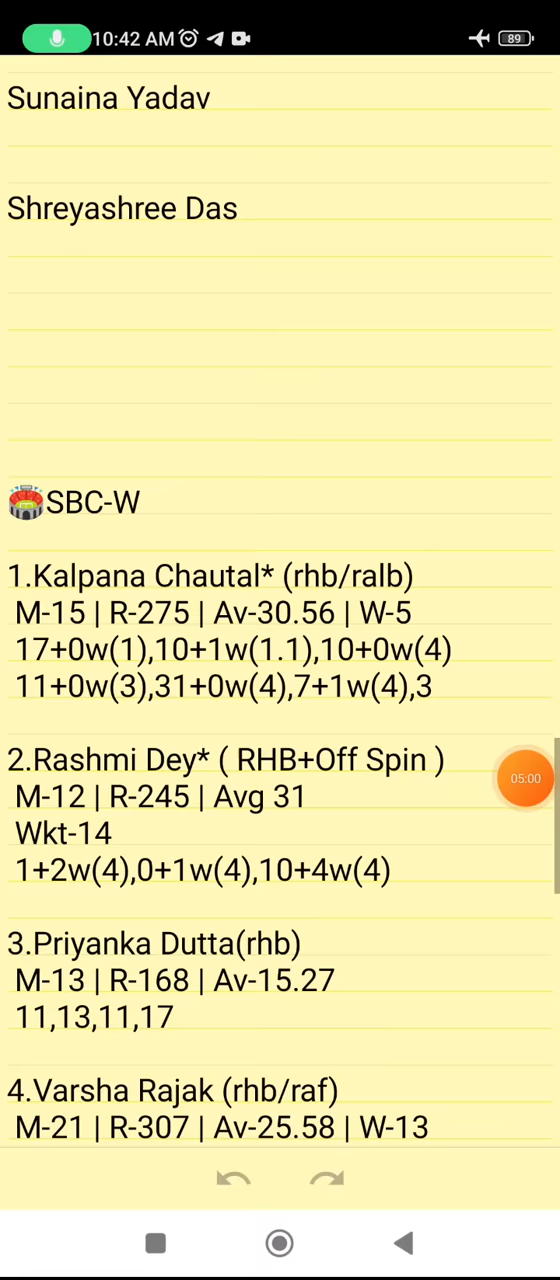 10:42 AM
89
Sunaina Yadav
Shreyashree Das
🏟️SBC-W
1.Kalpana Chautal* (rhb/ralb)
M-15 | R-275 | Av-30.56 | W-5
17+0w(1),10+1w(1.1),10+0w(4)
11+0w(3),31+0w(4),7+1w(4),3
2.Rashmi Dey* ( RHB+Off Spin )
M-12 | R-245 | Avg 31
Wkt-14
05:00
1+2w(4),0+1w(4),10+4w(4)
3.Priyanka Dutta(rhb)
M-13 | R-168 | Av-15.27
11,13,11,17
4.Varsha Rajak (rhb/raf)
M-21 | R-307 | Av-25.58 | W-13